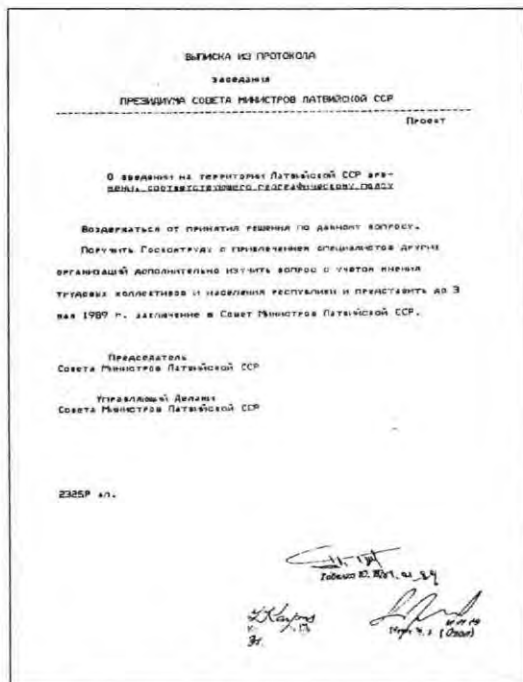 ВЫПИСКА ИЗ ПРОТОКОЛА
заседания
ПРЕЗИДИУМА СОВЕТА МИНИСТРОВ ЛАТВИЙСКОЙ ССР
Проект
О введении на территории Латвийской ССР вре-
мени, соответствующего географическому поясу
Воздержаться от принятия решения по данному вопросу.
Поручить Госкомтруду с привлечением специалистов других
организаций дополнительно изучить вопрос с учетом мнения
трудовых коллективов и населения республики и представить до 3
мая 1989 г. заключение в Совет Министров Латвийской ССР.
Председатель
Совета Министров Латвийской ССР
Управляющий Делами
Совета Министров Латвийской ССР
2325Р ал.